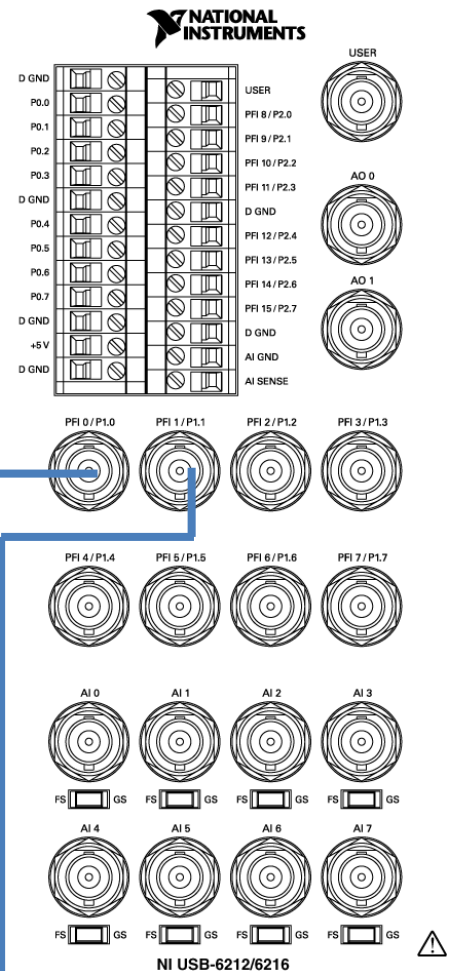 NATIONAL
INSTRUMENTS
USER
D GND
P0.0
P0.1
P0.2
P0.3
D GND
P0.4
P0.5
P0.6
P0.7
D GND
+5 V
D GND
USER
PFI 8 / P2.0
PFI 9 / P2.1
PFI 10 / P2.2
PFI 11 / P2.3
D GND
PFI 12 / P2.4
PFI 13 / P2.5
PFI 14 / P2.6
PFI 15 / P2.7
D GND
AI GND
AI SENSE
AO 0
AO 1
PFI 0 / P1.0 PFI 1 / P1.1 PFI 2 / P1.2 PFI 3 / P1.3
PFI 4 / P1.4 PFI 5 / P1.5 PFI 6 / P1.6 PFI 7 / P1.7
AI 0 AI 1 AI 2 AI 3
FS GS FS GS FS GS FS GS
AI 4 AI 5 AI 6 AI 7
FS GS FS GS FS GS FS GS
NI USB-6212/6216